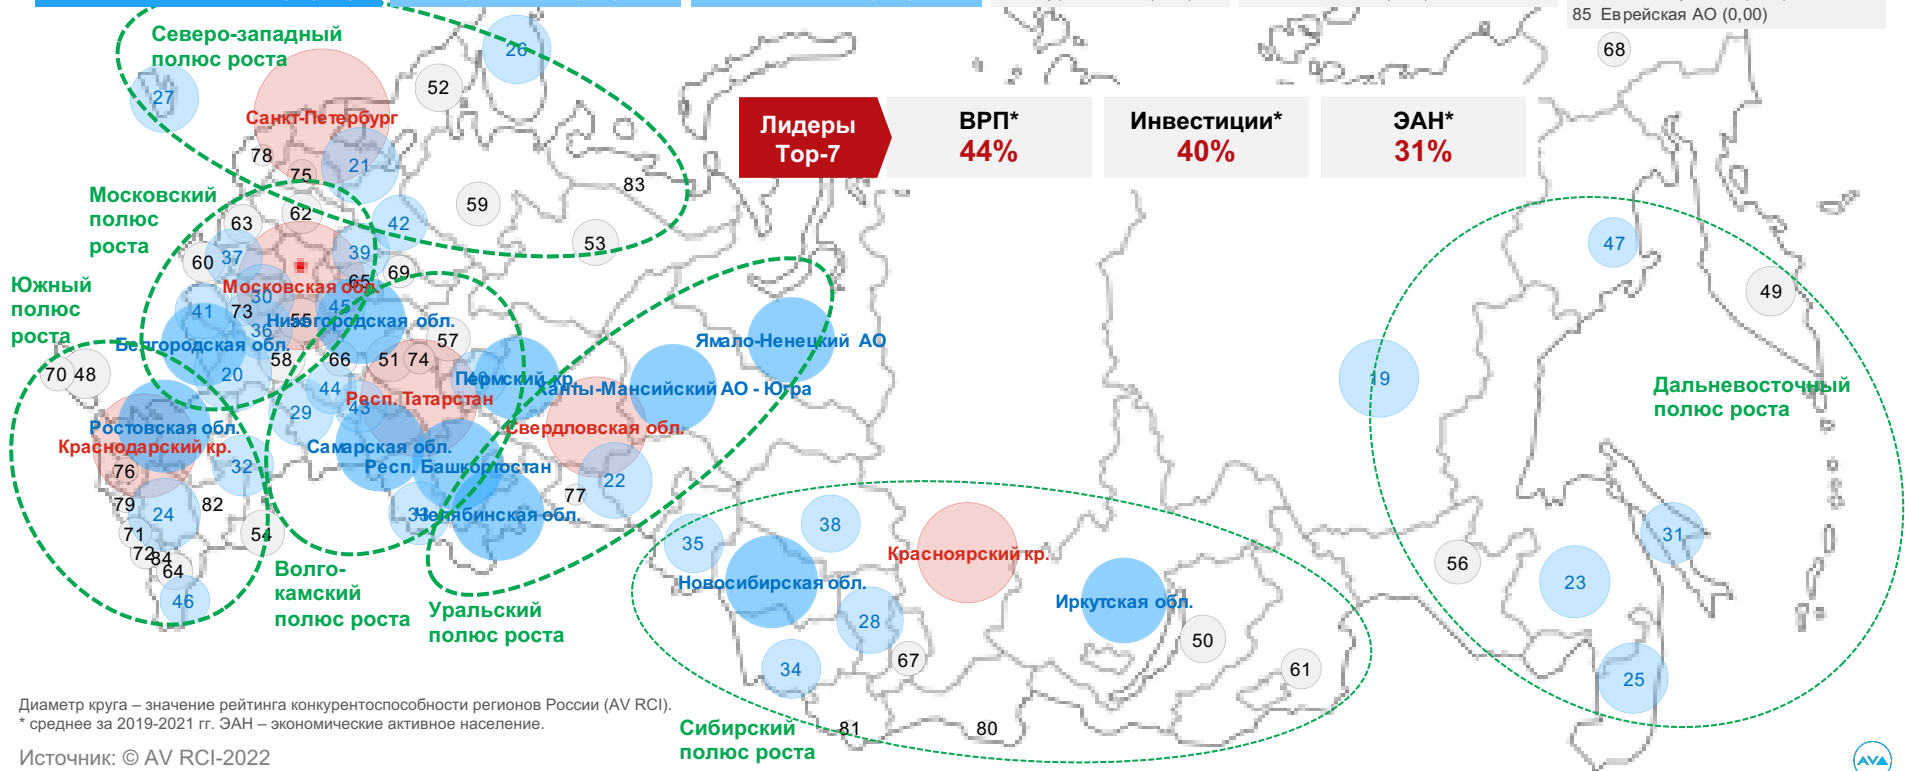 85 Еврейская АО (0,00)
Северо-западный
полюс роста
26
68
52
27
Санкт-Петербург
Лидеры
Top-7
ВРП*
44%
Инвестиции*
40%
ЭАН*
31%
78
21
75
83
Московский
полюс
роста
59
62
63
42
53
47
37
39
60
69
65
Южный
полюс
роста
Московская обл.
30
49
41
73
45
55
Нижегородская обл.
36
Белгородская обл.
57
Ямало-Ненецкий АО
58
66
51
74
70
48
20
Пермский кр.
40
19
44
Ханты-Мансийский АО - Югра
Дальневосточный
полюс роста
Респ. Татарстан
43
29
Ростовская обл.
Свердловская обл.
Краснодарский кр.
Самарская обл.
32
Респ. Башкортостан
76
22
77
79
82
24
33
Челябинская обл.
38
71
54
35
31
72
84
64
Красноярский кр.
56
Волго-
камский
полюс роста
Новосибирская обл.
23
46
Уральский
полюс роста
Иркутская обл.
28
50
67
34
61
25
Диаметр круга – значение рейтинга конкурентоспособности регионов России (AV RCI).
* среднее за 2019-2021 гг. ЭАН – экономические активное население.
Сибирский
полюс роста
81
80
Источник: © AV RCI-2022
AVA